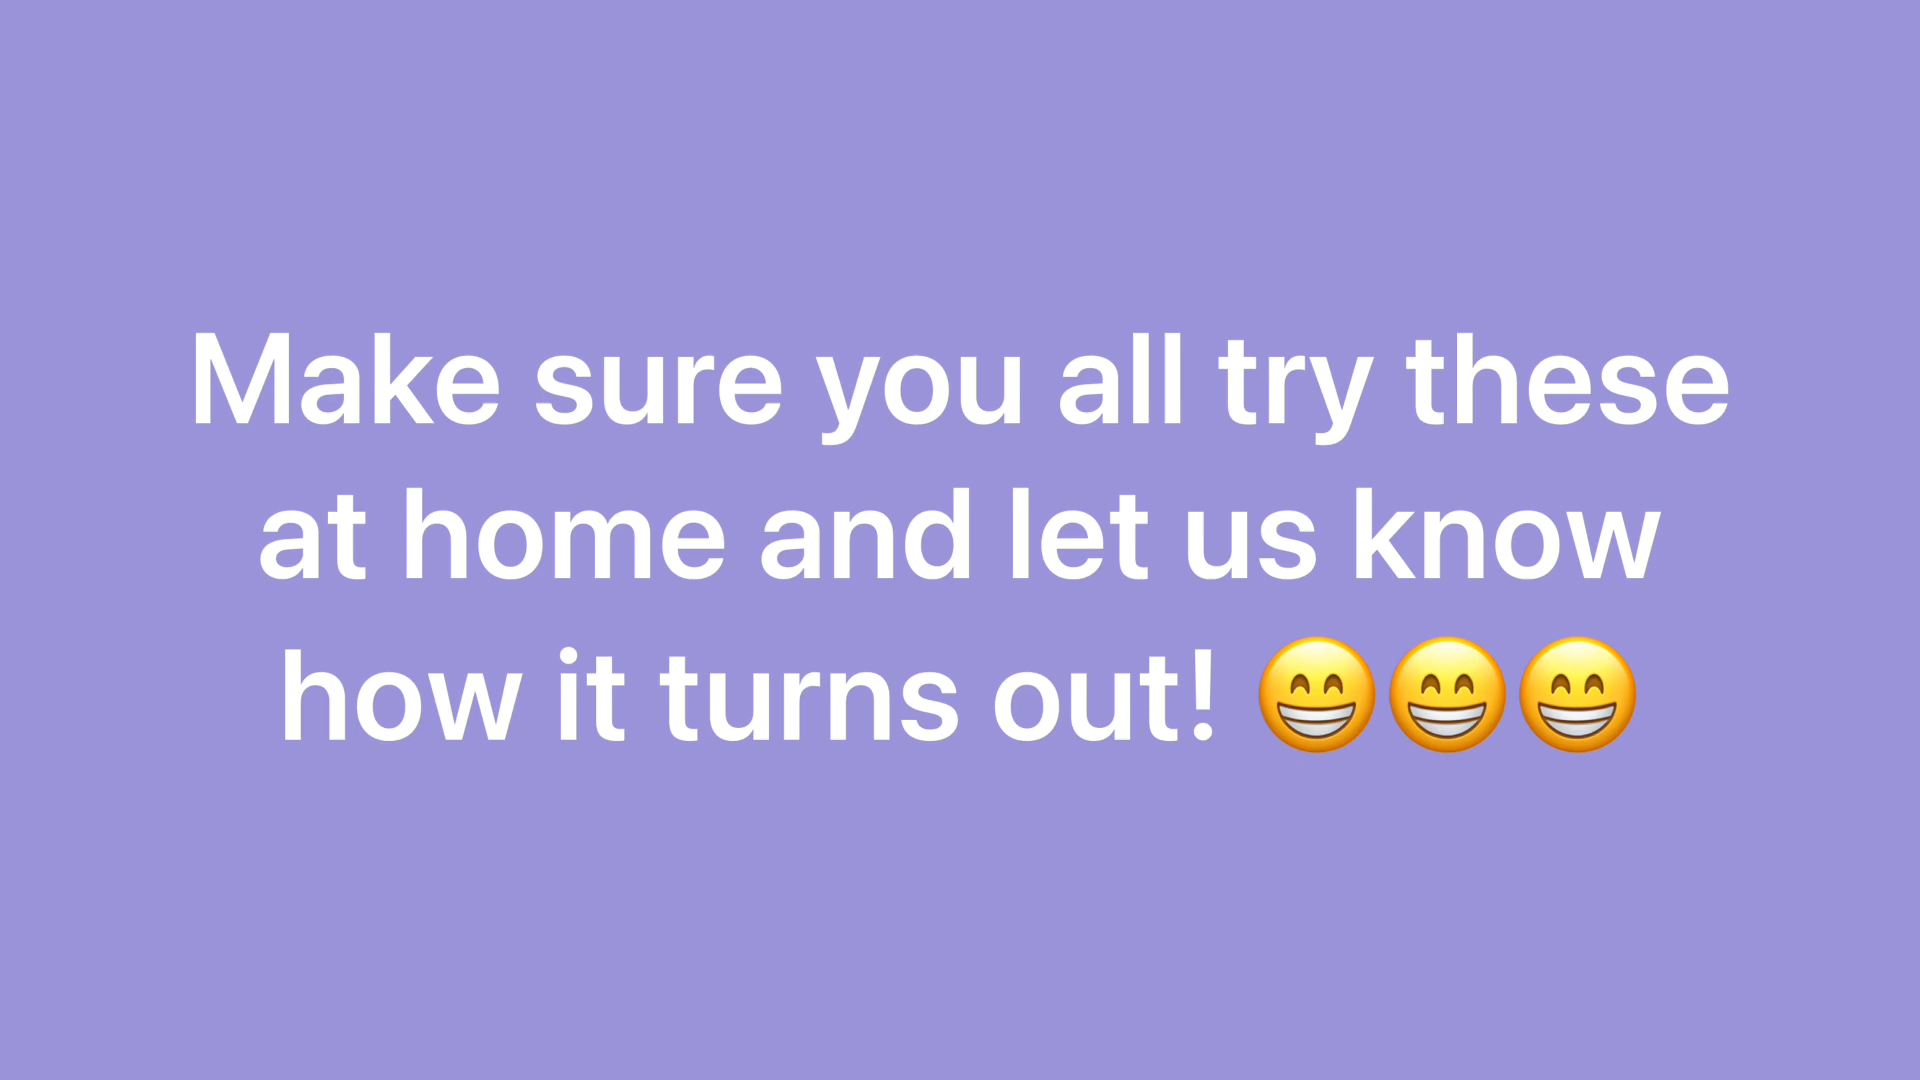 Make sure you all try these
at home and let us know
how it turns out! 😁😁😁